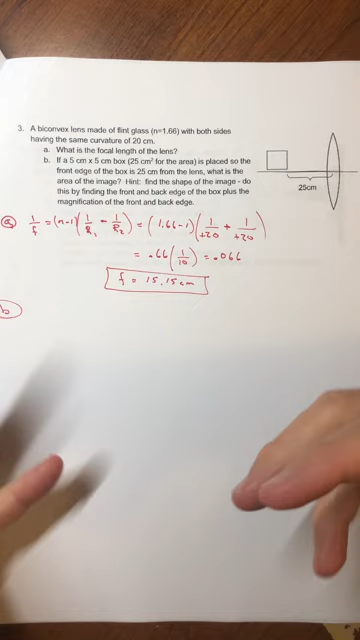 3. A biconvex lens made of flint glass (n=1.66) with both sides
having the same curvature of 20 cm.
a. What is the focal length of the lens?
b. If a 5 cm x 5 cm box (25 cm² for the area) is placed so the
front edge of the box is 25 cm from the lens, what is the
area of the image? Hint: find the shape of the image - do
this by finding the front and back edge of the box plus the
magnification of the front and back edge.
25cm
a 1/f = (n-1)(1/R₁ - 1/R₂) = (1.66-1)(1/+20 + 1/+20)
= .66(1/10) = .066
f = 15.15cm
b